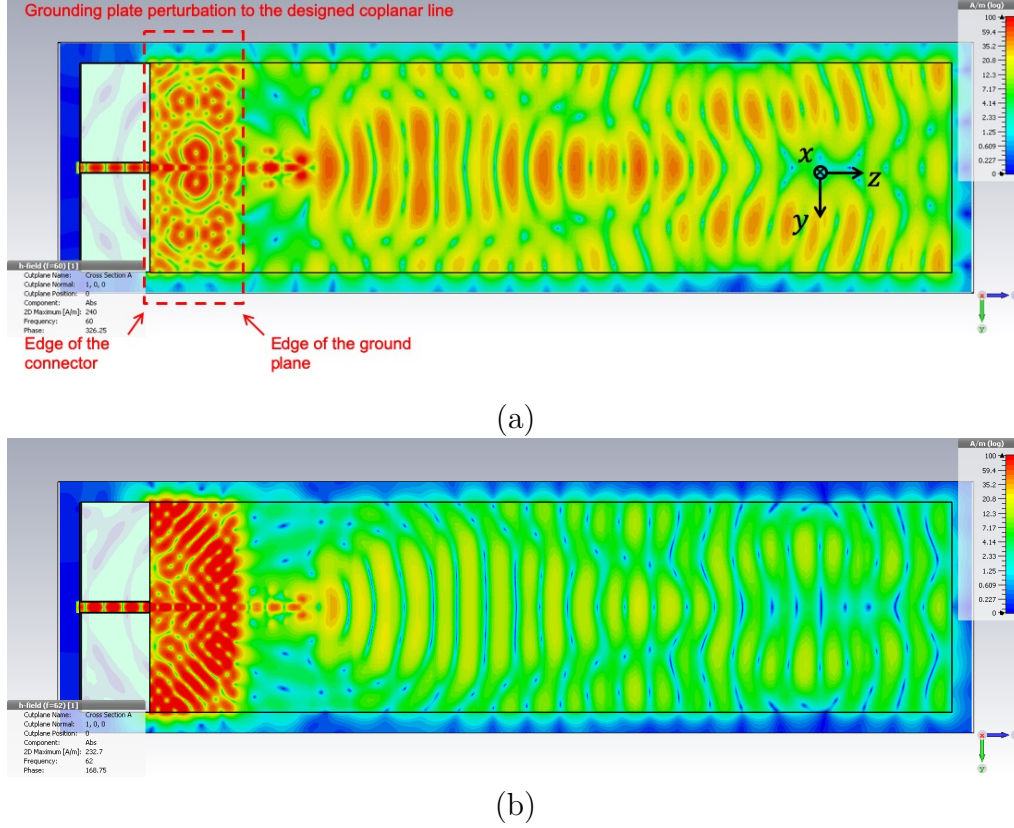 Grounding plate perturbation to the designed coplanar line
A/m (log)
100
59.4
35.2
20.8
12.3
7.17
4.14
2.33
1.25
0.609
0.227
0
x
z
y
h-field (f=60) [1]
Cutplane Name: Cross Section A
Cutplane Normal: 1, 0, 0
Cutplane Position: 0
Component: Abs
2D Maximum [A/m]: 240
Frequency: 60
Phase: 326.25
Edge of the
connector
Edge of the ground
plane
x
Y
(a)
A/m (log)
100
59.4
35.2
20.8
12.3
7.17
4.14
2.33
1.25
0.609
0.227
0
h-field (f=62) [1]
Cutplane Name: Cross Section A
Cutplane Normal: 1, 0, 0
Cutplane Position: 0
Component: Abs
2D Maximum [A/m]: 232.7
Frequency: 62
Phase: 168.75
x
Y
(b)